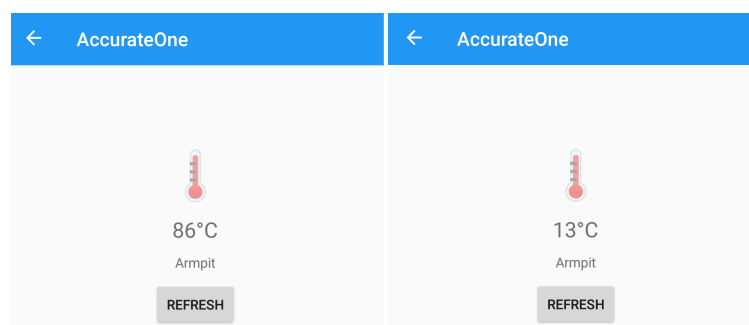 AccurateOne
86°C
Armpit
REFRESH
AccurateOne
13°C
Armpit
REFRESH